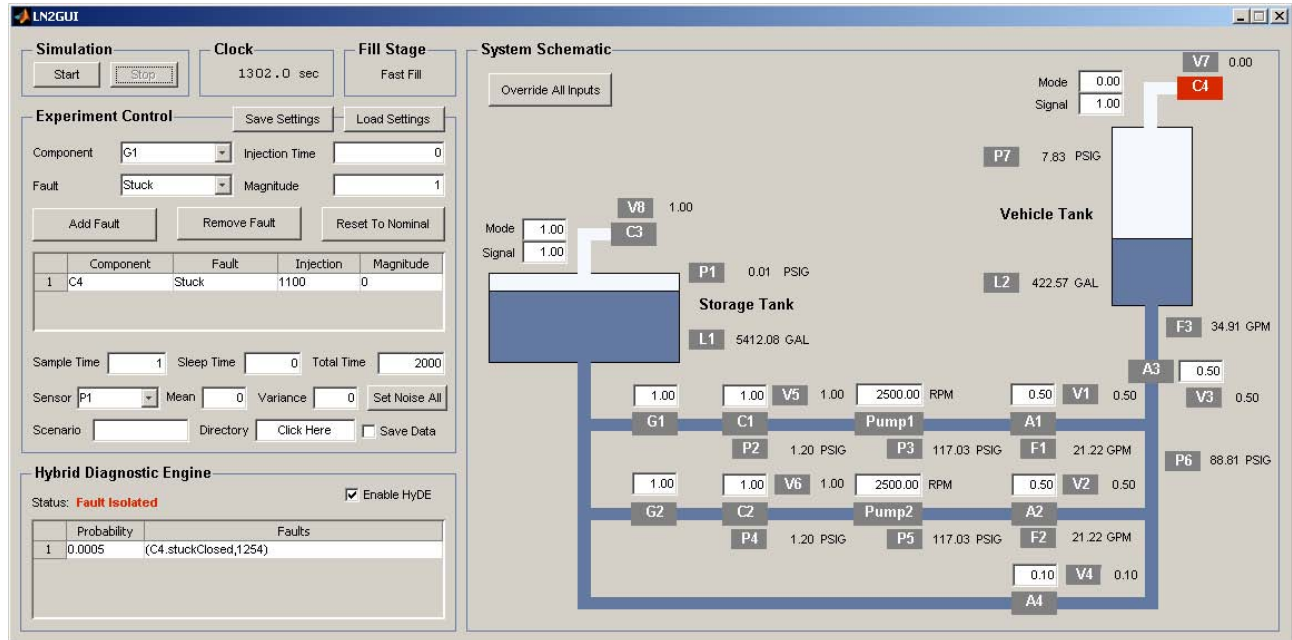 LN2GUI
Simulation
Start Stop
Clock
1302.0 sec
Fill Stage
Fast Fill
Experiment Control
Save Settings Load Settings
Component G1 Injection Time 0
Fault Stuck Magnitude 1
Add Fault Remove Fault Reset To Nominal
Component Fault Injection Magnitude
1 C4 Stuck 1100 0
Sample Time 1 Sleep Time 0 Total Time 2000
Sensor P1 Mean 0 Variance 0 Set Noise All
Scenario Directory Click Here Save Data
Hybrid Diagnostic Engine
Status: Fault Isolated Enable HyDE
Probability Faults
1 0.0005 (C4.stuckClosed,1254)
System Schematic
Override All Inputs
V7 0.00
Mode 0.00 C4
Signal 1.00
P7 7.83 PSIG
V8 1.00
Mode 1.00 C3
Signal 1.00
Vehicle Tank
P1 0.01 PSIG
L2 422.57 GAL
Storage Tank
L1 5412.08 GAL
F3 34.91 GPM
A3 0.50
V3 0.50
1.00 1.00 V5 1.00 2500.00 RPM 0.50 V1 0.50
G1 C1 Pump1 A1
P2 1.20 PSIG P3 117.03 PSIG F1 21.22 GPM
P6 88.81 PSIG
1.00 1.00 V6 1.00 2500.00 RPM 0.50 V2 0.50
G2 C2 Pump2 A2
P4 1.20 PSIG P5 117.03 PSIG F2 21.22 GPM
0.10 V4 0.10
A4